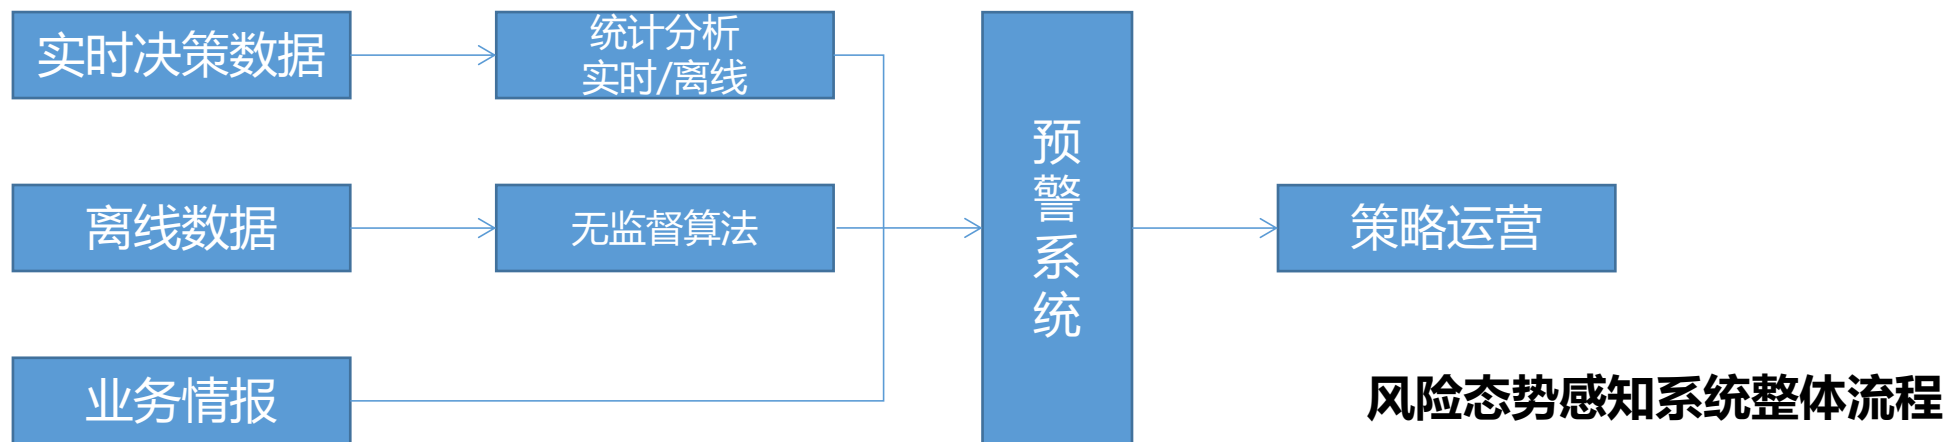 实时决策数据
统计分析
实时/离线
离线数据
无监督算法
业务情报
预
警
系
统
策略运营
风险态势感知系统整体流程